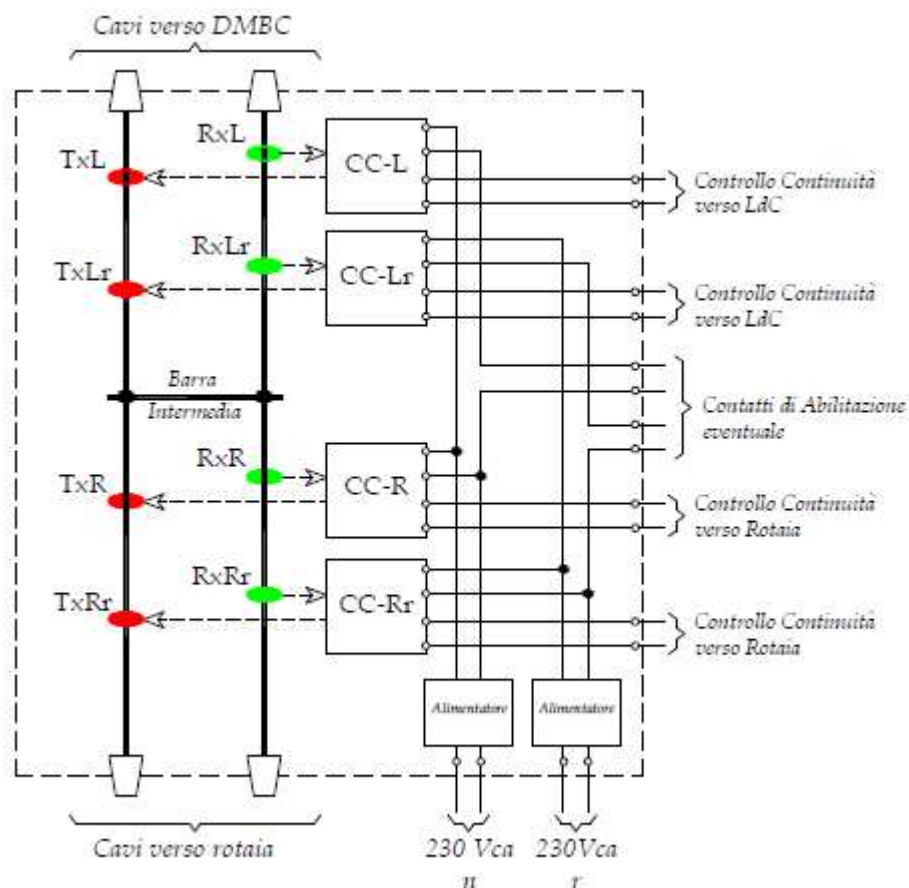 Cavi verso DMBC
RxL
TxL
CC-L
Controllo Continuità
verso LdC
RxLr
TxLr
CC-Lr
Controllo Continuità
verso LdC
Barra
Intermedia
Contatti di Abilitazione
eventuale
RxR
TxR
CC-R
Controllo Continuità
verso Rotaia
RxRr
TxRr
CC-Rr
Controllo Continuità
verso Rotaia
Alimentatore
Alimentatore
Cavi verso rotaia
230 Vca
n
230Vca
r